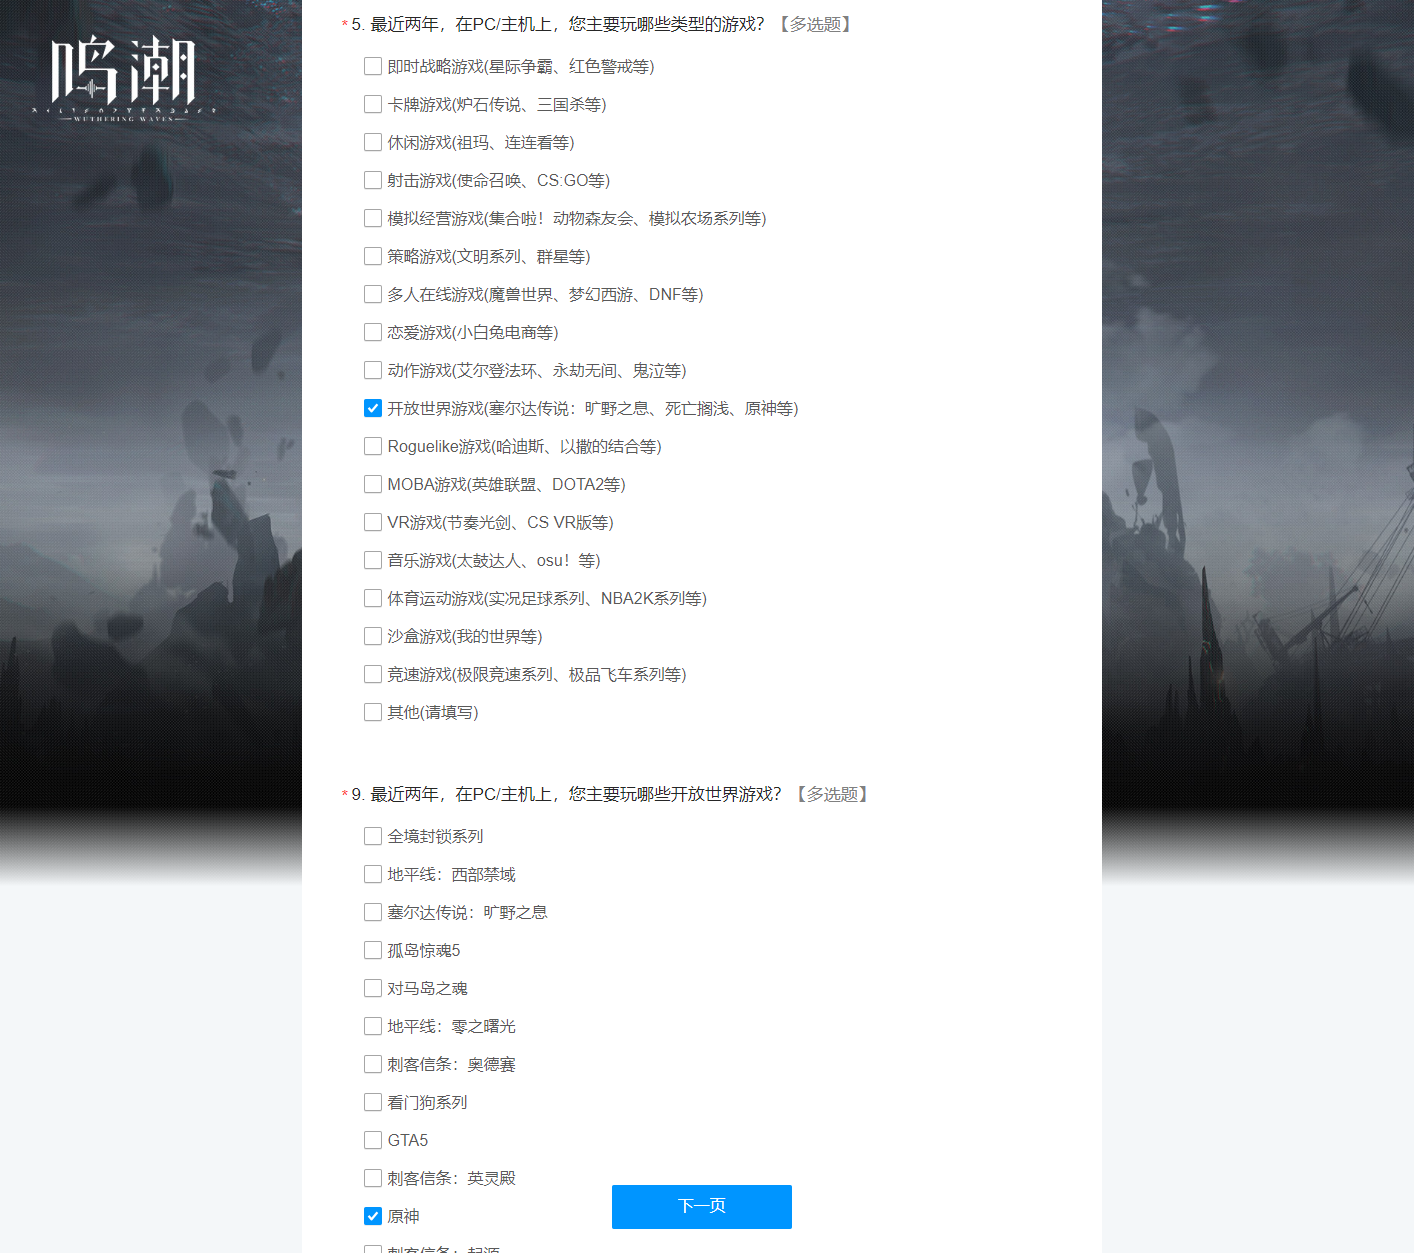 鸣潮
WUTHERING WAVES
* 5. 最近两年，在PC/主机上，您主要玩哪些类型的游戏？【多选题】
即时战略游戏(星际争霸、红色警戒等)
卡牌游戏(炉石传说、三国杀等)
休闲游戏(祖玛、连连看等)
射击游戏(使命召唤、CS:GO等)
模拟经营游戏(集合啦！动物森友会、模拟农场系列等)
策略游戏(文明系列、群星等)
多人在线游戏(魔兽世界、梦幻西游、DNF等)
恋爱游戏(小白兔电商等)
动作游戏(艾尔登法环、永劫无间、鬼泣等)
开放世界游戏(塞尔达传说：旷野之息、死亡搁浅、原神等)
Roguelike游戏(哈迪斯、以撒的结合等)
MOBA游戏(英雄联盟、DOTA2等)
VR游戏(节奏光剑、CS VR版等)
音乐游戏(太鼓达人、osu！等)
体育运动游戏(实况足球系列、NBA2K系列等)
沙盒游戏(我的世界等)
竞速游戏(极限竞速系列、极品飞车系列等)
其他(请填写)
* 9. 最近两年，在PC/主机上，您主要玩哪些开放世界游戏？【多选题】
全境封锁系列
地平线：西部禁域
塞尔达传说：旷野之息
孤岛惊魂5
对马岛之魂
地平线：零之曙光
刺客信条：奥德赛
看门狗系列
GTA5
刺客信条：英灵殿
下一页
原神
刺客信条：起源